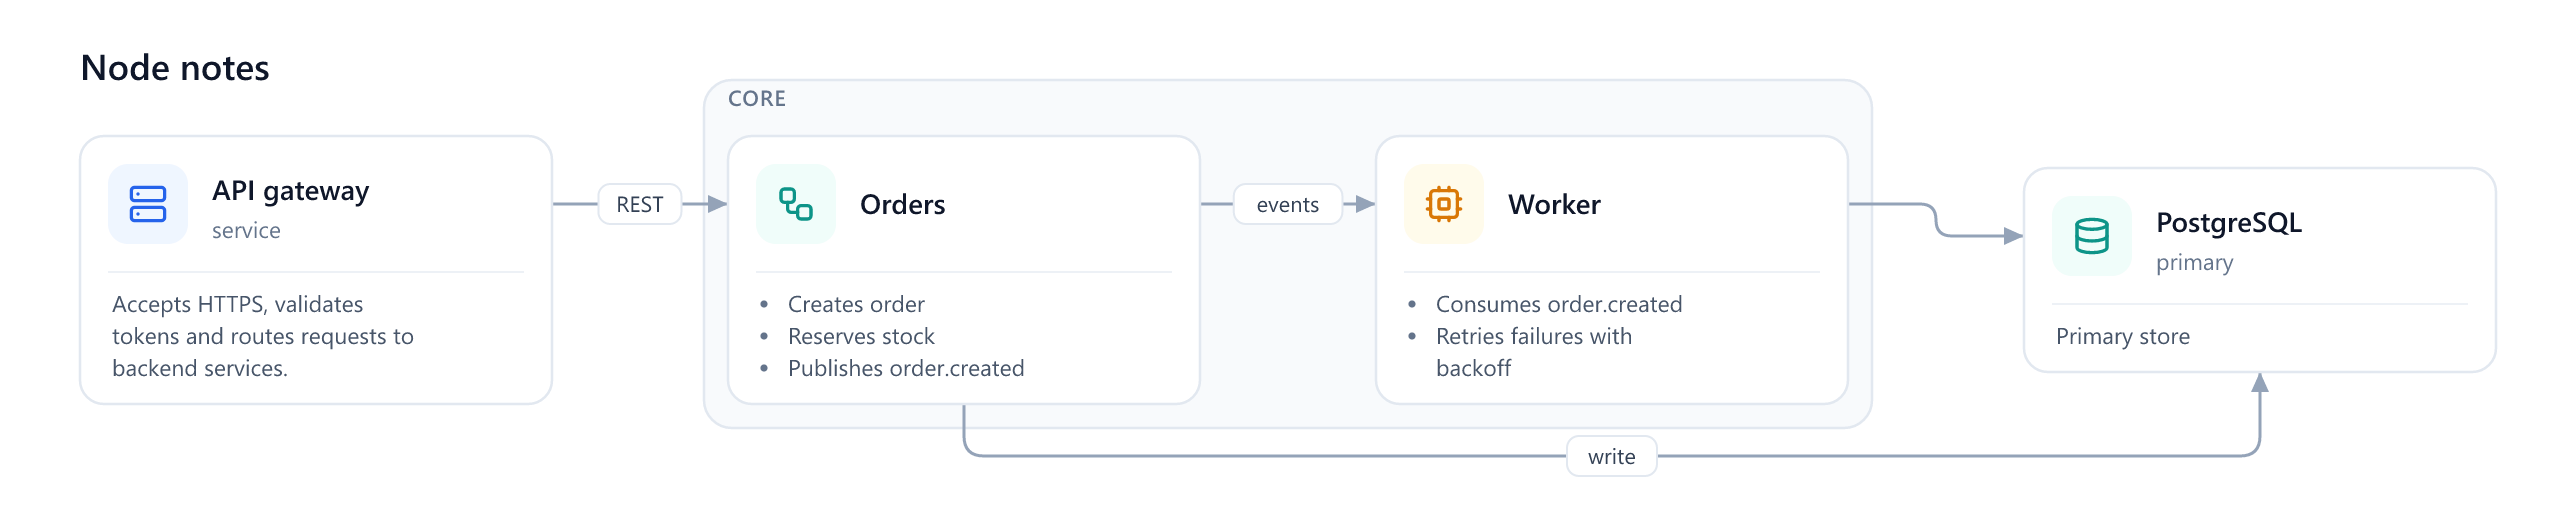 Node notes
CORE
API gateway
service
Accepts HTTPS, validates
tokens and routes requests to
backend services.
REST
Orders
• Creates order
• Reserves stock
• Publishes order.created
events
Worker
• Consumes order.created
• Retries failures with
backoff
PostgreSQL
primary
Primary store
write